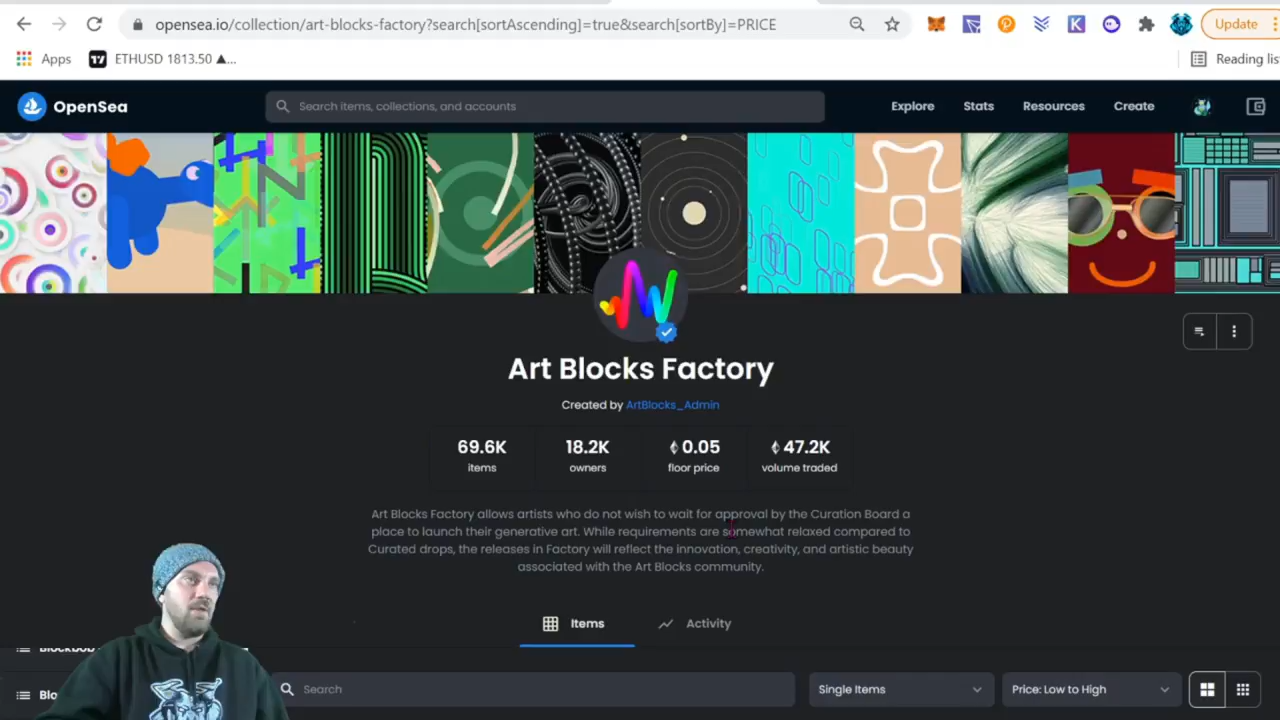 opensea.io/collection/art-blocks-factory?search[sortAscending]=true&search[sortBy]=PRICE
Update
Apps
ETHUSD 1813.50 ▲...
Reading lis
OpenSea
Search items, collections, and accounts
Explore
Stats
Resources
Create
Art Blocks Factory
Created by ArtBlocks_Admin
69.6K
18.2K
0.05
47.2K
items
owners
floor price
volume traded
Art Blocks Factory allows artists who do not wish to wait for approval by the Curation Board a
place to launch their generative art. While requirements are somewhat relaxed compared to
Curated drops, the releases in Factory will reflect the innovation, creativity, and artistic beauty
associated with the Art Blocks community.
Items
Activity
Blo
Search
Single Items
Price: Low to High